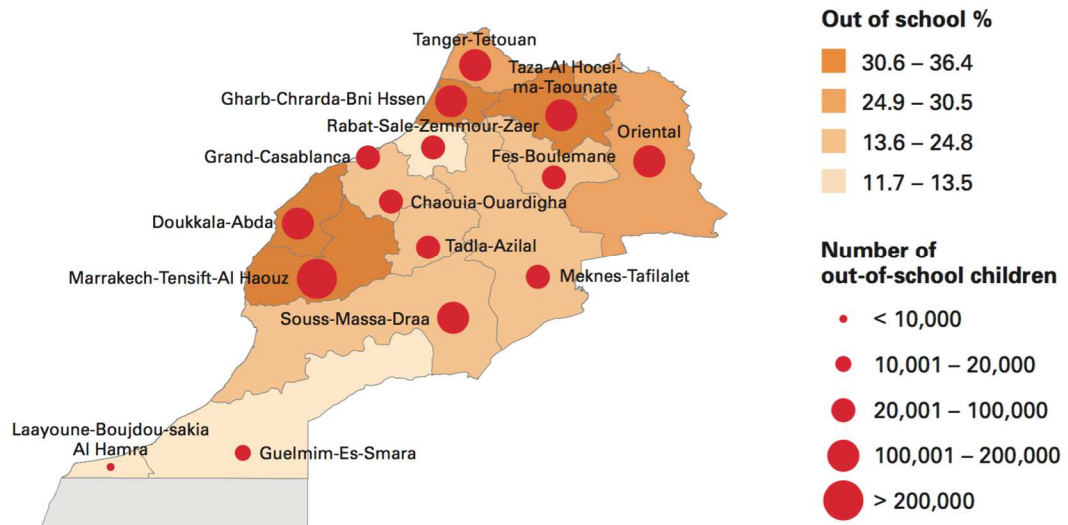 Tanger-Tetouan
Taza-Al Hocei-
ma-Taounate
Gharb-Chrarda-Bni Hssen
Rabat-Sale-Zemmour-Zaer
Oriental
Grand-Casablanca
Fes-Boulemane
Chaouia-Ouardigha
Doukkala-Abda
Tadla-Azilal
Marrakech-Tensift-Al Haouz
Meknes-Tafilalet
Souss-Massa-Draa
Laayoune-Boujdou-sakia
Al Hamra
Guelmim-Es-Smara
Out of school %
30.6 – 36.4
24.9 – 30.5
13.6 – 24.8
11.7 – 13.5
Number of
out-of-school children
< 10,000
10,001 – 20,000
20,001 – 100,000
100,001 – 200,000
> 200,000